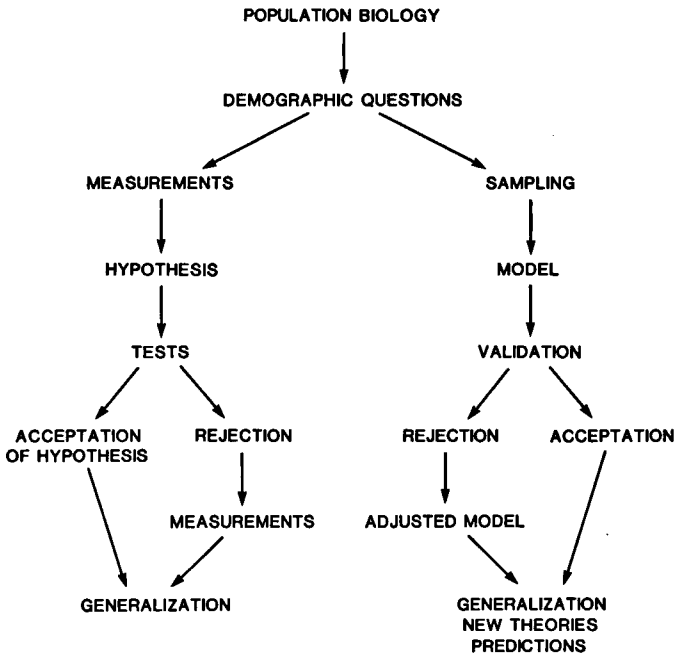 POPULATION BIOLOGY
DEMOGRAPHIC QUESTIONS
MEASUREMENTS
SAMPLING
HYPOTHESIS
MODEL
TESTS
VALIDATION
ACCEPTATION
OF HYPOTHESIS
REJECTION
REJECTION
ACCEPTATION
MEASUREMENTS
ADJUSTED MODEL
GENERALIZATION
GENERALIZATION
NEW THEORIES
PREDICTIONS